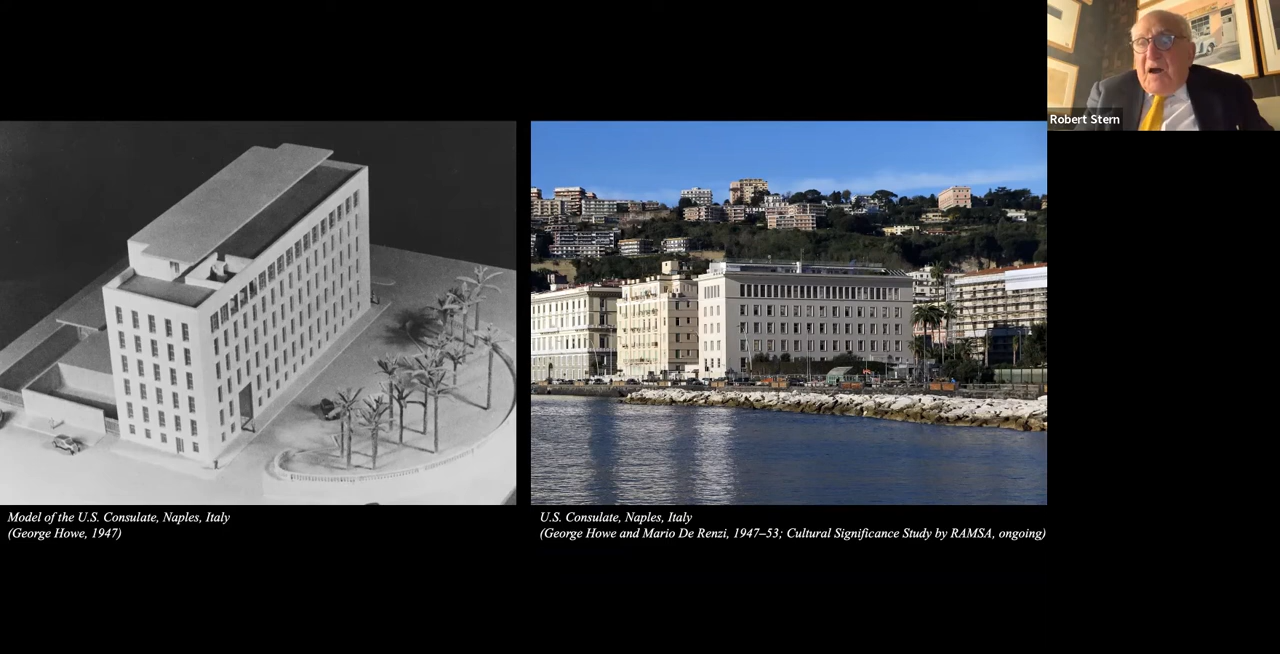 Robert Stern
Model of the U.S. Consulate, Naples, Italy
(George Howe, 1947)
U.S. Consulate, Naples, Italy
(George Howe and Mario De Renzi, 1947–53; Cultural Significance Study by RAMSA, ongoing)